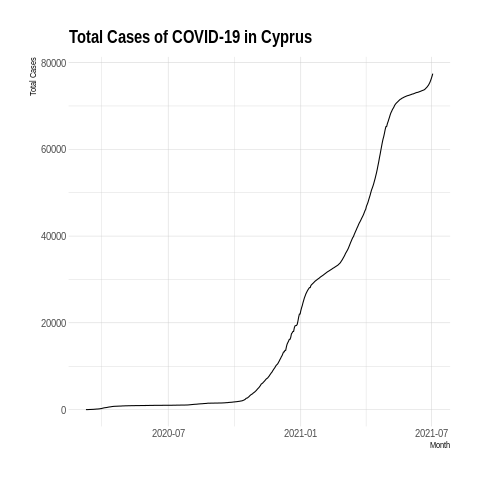 Total Cases of COVID-19 in Cyprus
Total Cases
80000
60000
40000
20000
0
2020-07
2021-01
2021-07
Month